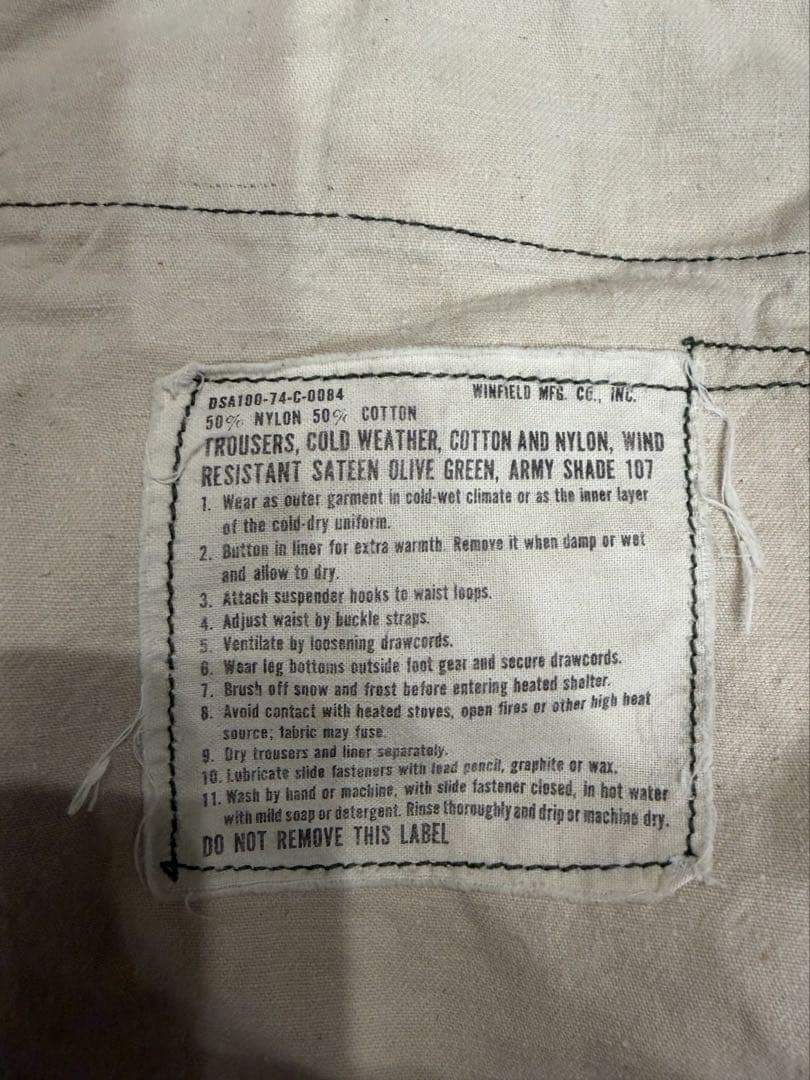 DSA100-74-C-0084 WINFIELD MFG. CO., INC.
50% NYLON 50% COTTON
TROUSERS, COLD WEATHER, COTTON AND NYLON, WIND
RESISTANT SATEEN OLIVE GREEN, ARMY SHADE 107
1. Wear as outer garment in cold-wet climate or as the inner layer
of the cold-dry uniform.
2. Button in liner for extra warmth. Remove it when damp or wet
and allow to dry.
3. Attach suspender hooks to waist loops.
4. Adjust waist by buckle straps.
5. Ventilate by loosening drawcords.
6. Wear leg bottoms outside foot gear and secure drawcords.
7. Brush off snow and frost before entering heated shelter.
8. Avoid contact with heated stoves, open fires or other high heat
source; fabric may fuse.
9. Dry trousers and liner separately.
10. Lubricate slide fasteners with lead pencil, graphite or wax.
11. Wash by hand or machine, with slide fastener closed, in hot water
with mild soap or detergent. Rinse thoroughly and drip or machine dry.
DO NOT REMOVE THIS LABEL